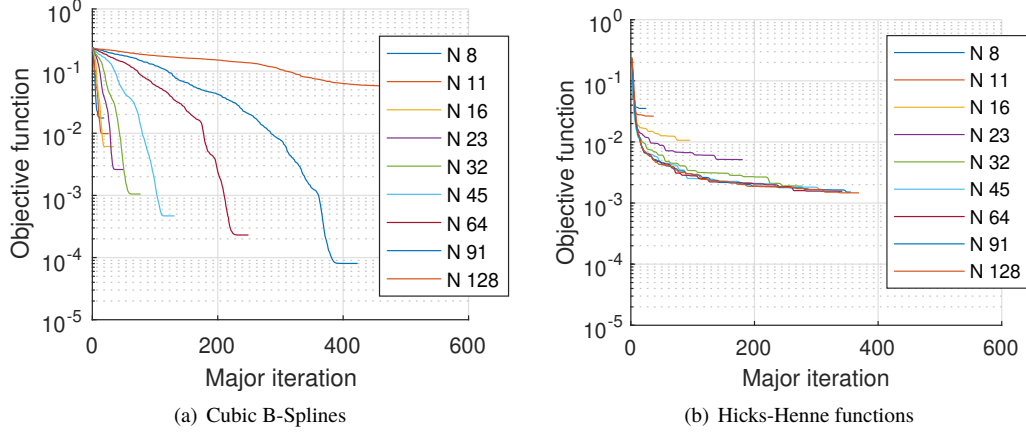 10^0
10^-1
10^-2
10^-3
10^-4
10^-5
Objective function
0
200
400
600
Major iteration
N 8
N 11
N 16
N 23
N 32
N 45
N 64
N 91
N 128
(a) Cubic B-Splines
10^0
10^-1
10^-2
10^-3
10^-4
10^-5
Objective function
0
200
400
600
Major iteration
N 8
N 11
N 16
N 23
N 32
N 45
N 64
N 91
N 128
(b) Hicks-Henne functions